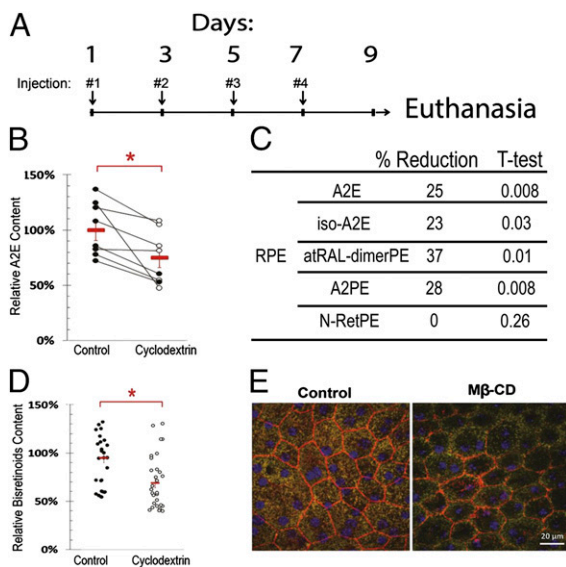 A
Days:
1 3 5 7 9
Injection: #1 #2 #3 #4
Euthanasia
B
*
150%
100%
50%
0%
Relative A2E Content
Control Cyclodextrin
C
% Reduction T-test
A2E 25 0.008
iso-A2E 23 0.03
RPE atRAL-dimerPE 37 0.01
A2PE 28 0.008
N-RetPE 0 0.26
D
*
150%
100%
50%
0%
Relative Bisretinoids Content
Control Cyclodextrin
E
Control Mβ-CD
20 µm